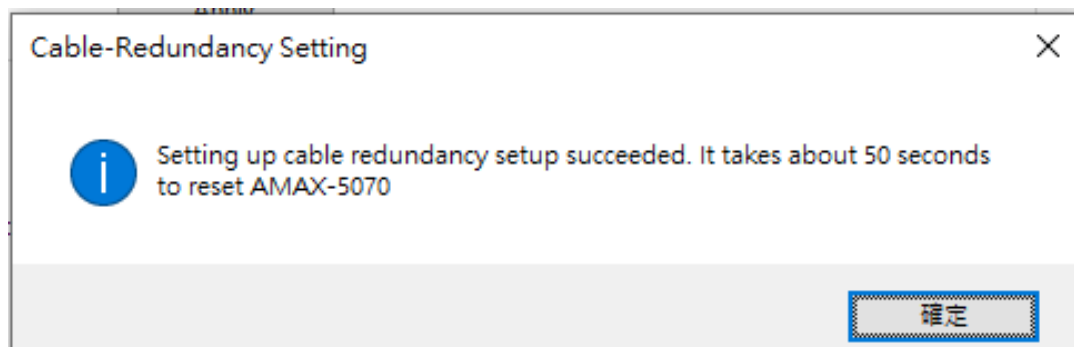 Apply
Cable-Redundancy Setting
Setting up cable redundancy setup succeeded. It takes about 50 seconds
to reset AMAX-5070
確定